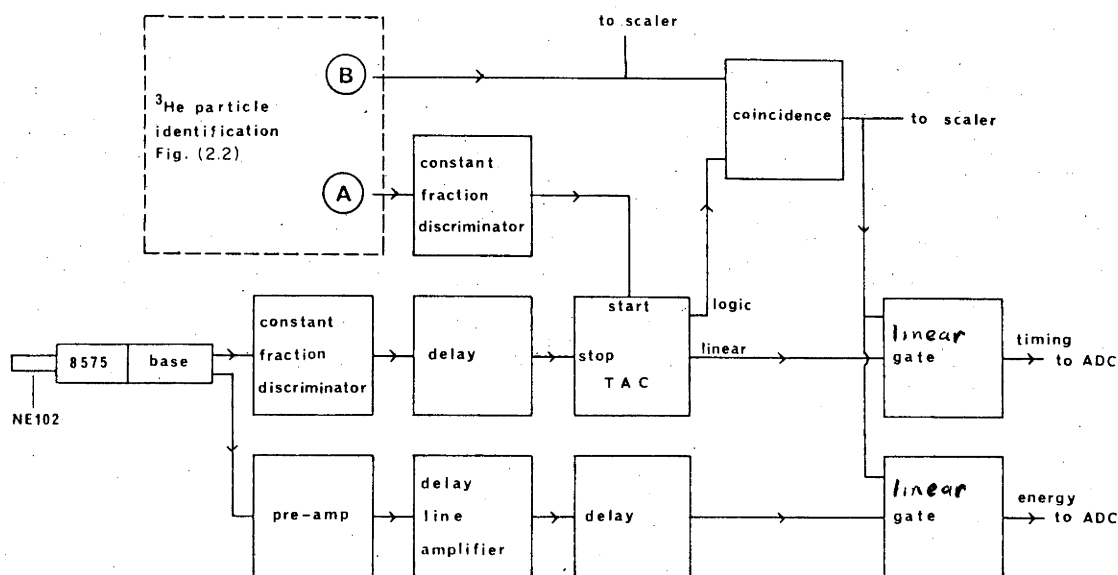 to scaler
B
³He particle
identification
Fig. (2.2)
coincidence
to scaler
A
constant
fraction
discriminator
start
logic
stop
linear
TAC
constant
fraction
discriminator
delay
8575
base
NE102
linear
gate
timing
to ADC
pre-amp
delay
line
amplifier
delay
linear
gate
energy
to ADC